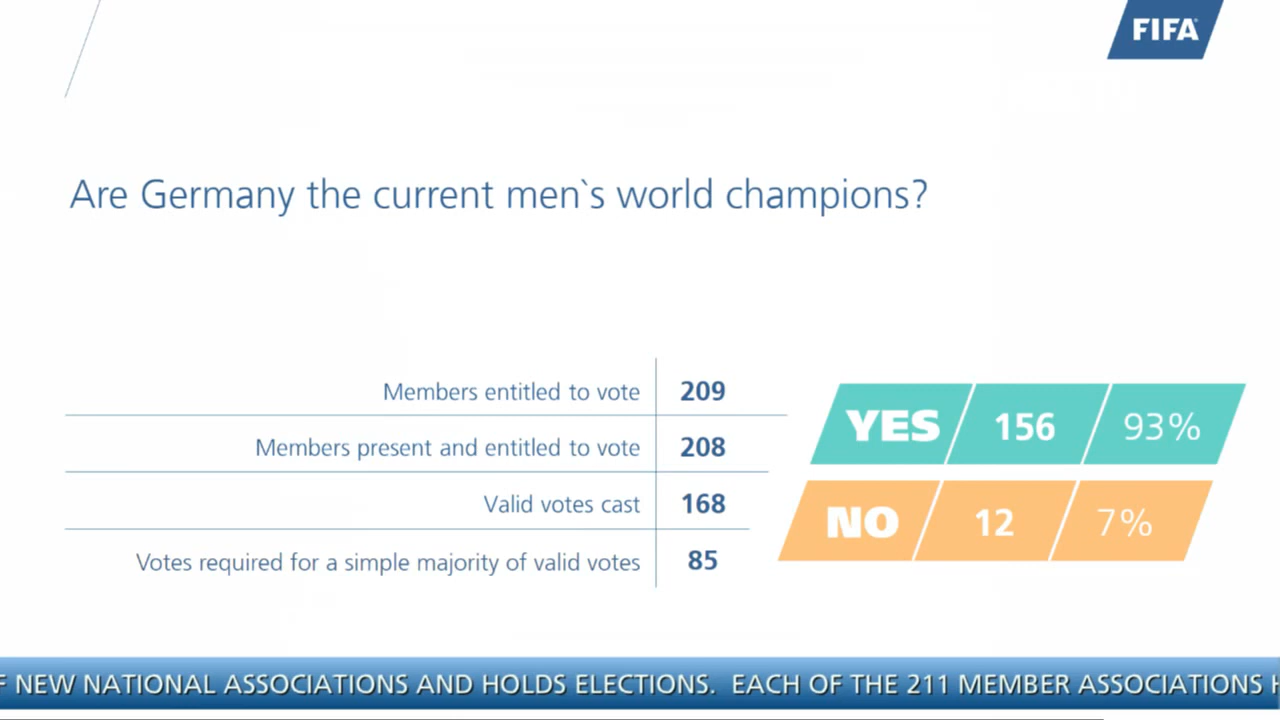 FIFA®
Are Germany the current men`s world champions?
Members entitled to vote 209
Members present and entitled to vote 208
Valid votes cast 168
Votes required for a simple majority of valid votes 85
YES 156 93%
NO 12 7%
NEW NATIONAL ASSOCIATIONS AND HOLDS ELECTIONS. EACH OF THE 211 MEMBER ASSOCIATIONS